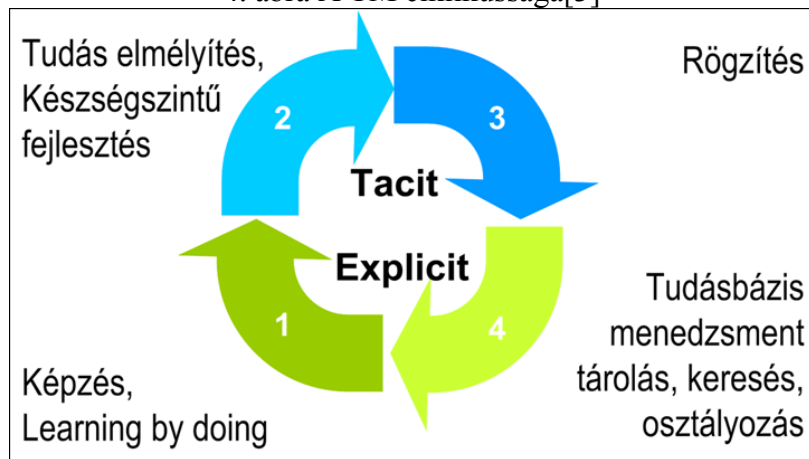 Tudás elmélyítés,
Készségszintű
fejlesztés
Rögzítés
2
3
Tacit
Explicit
1
4
Képzés,
Learning by doing
Tudásbázis
menedzsment
tárolás, keresés,
osztályozás